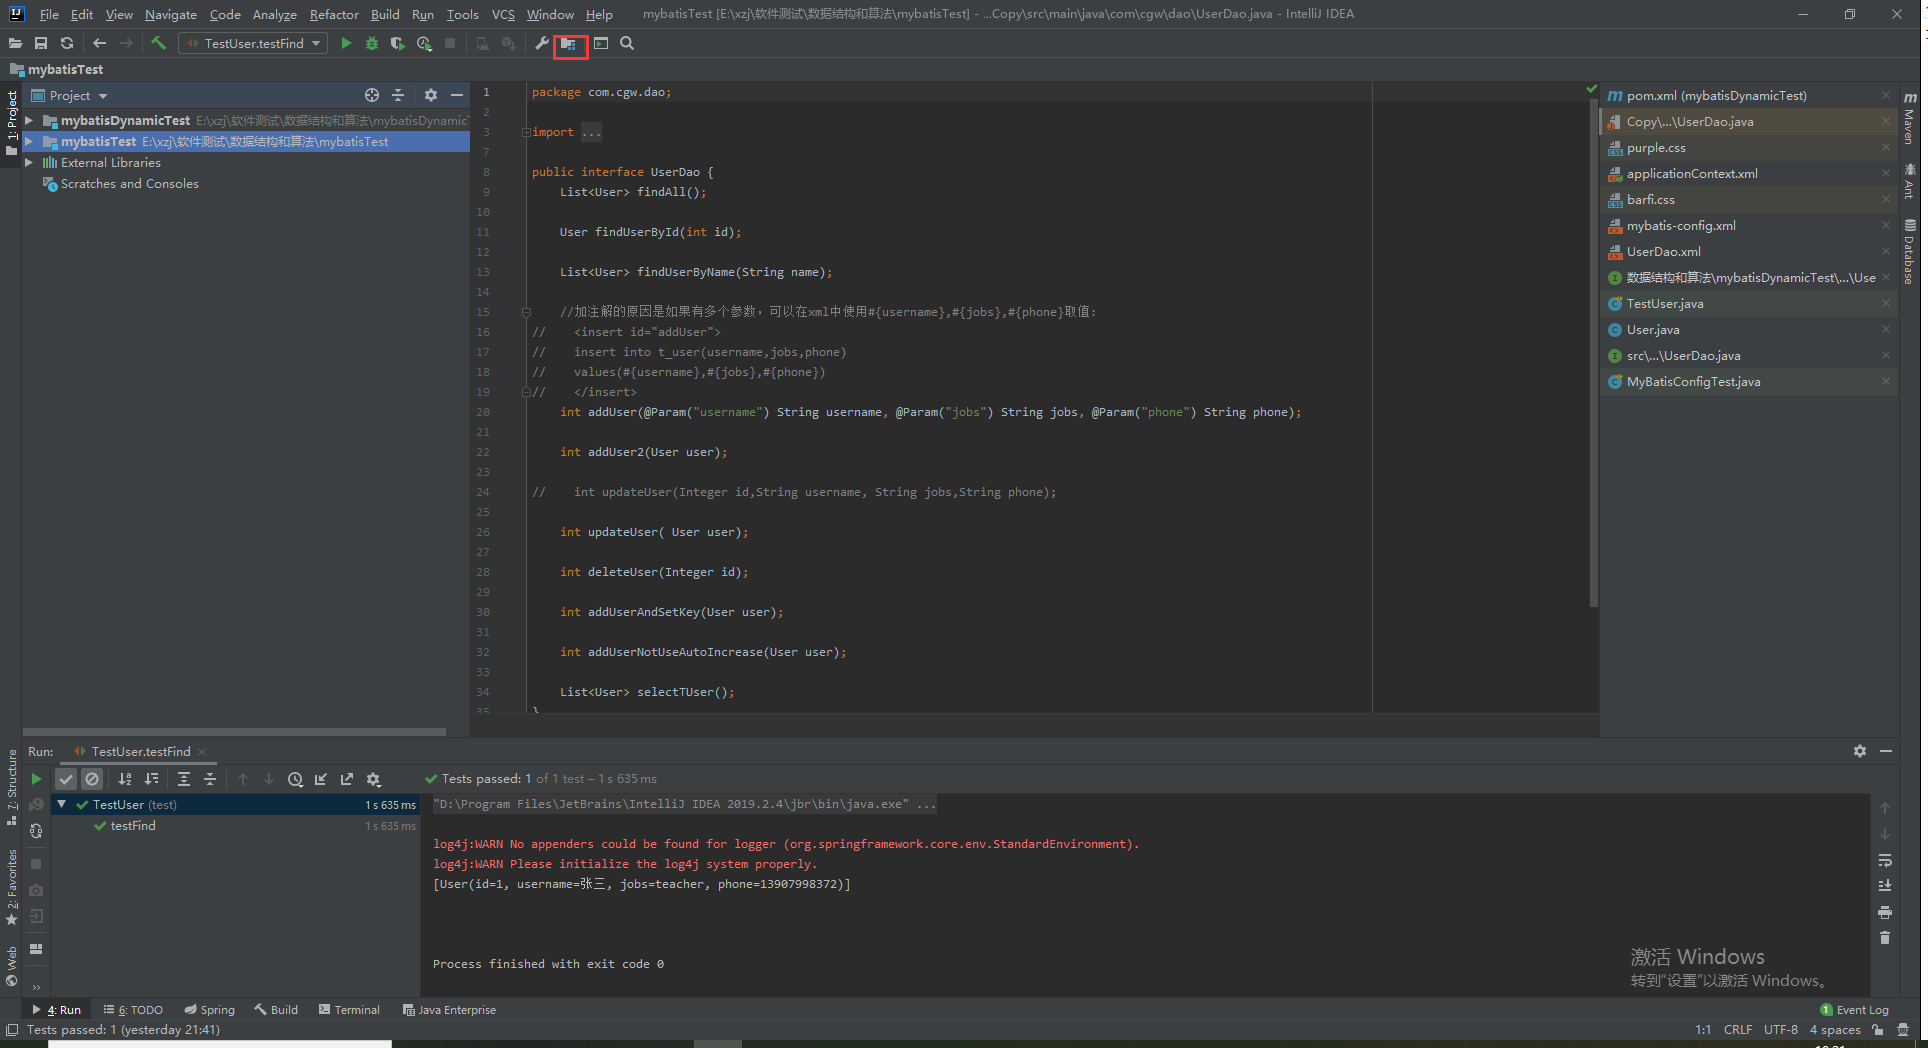 File Edit View Navigate Code Analyze Refactor Build Run Tools VCS Window Help mybatisTest [E:\xzj\软件测试\数据结构和算法\mybatisTest] - ...Copy\src\main\java\com\cgw\dao\UserDao.java - IntelliJ IDEA
TestUser.testFind
mybatisTest
1: Project
Project
mybatisDynamicTest E:\xzj\软件测试\数据结构和算法\mybatisDynamicT
mybatisTest E:\xzj\软件测试\数据结构和算法\mybatisTest
External Libraries
Scratches and Consoles
1 package com.cgw.dao;
2
3 import ...
7
8 public interface UserDao {
9 List<User> findAll();
10
11 User findUserById(int id);
12
13 List<User> findUserByName(String name);
14
15 //加注解的原因是如果有多个参数，可以在xml中使用#{username},#{jobs},#{phone}取值:
16 // <insert id="addUser">
17 // insert into t_user(username,jobs,phone)
18 // values(#{username},#{jobs},#{phone})
19 // </insert>
20 int addUser(@Param("username") String username, @Param("jobs") String jobs, @Param("phone") String phone);
21
22 int addUser2(User user);
23
24 // int updateUser(Integer id,String username, String jobs,String phone);
25
26 int updateUser( User user);
27
28 int deleteUser(Integer id);
29
30 int addUserAndSetKey(User user);
31
32 int addUserNotUseAutoIncrease(User user);
33
34 List<User> selectTUser();
35 }
pom.xml (mybatisDynamicTest)
Copy\...\UserDao.java
purple.css
applicationContext.xml
barfi.css
mybatis-config.xml
UserDao.xml
数据结构和算法\mybatisDynamicTest\...\Use
TestUser.java
User.java
src\...\UserDao.java
MyBatisConfigTest.java
Maven
Ant
Database
7: Structure
2: Favorites
Web
Run: TestUser.testFind
Tests passed: 1 of 1 test – 1 s 635 ms
TestUser (test) 1 s 635 ms
testFind 1 s 635 ms
"D:\Program Files\JetBrains\IntelliJ IDEA 2019.2.4\jbr\bin\java.exe" ...
log4j:WARN No appenders could be found for logger (org.springframework.core.env.StandardEnvironment).
log4j:WARN Please initialize the log4j system properly.
[User(id=1, username=张三, jobs=teacher, phone=13907998372)]
Process finished with exit code 0
激活 Windows
转到“设置”以激活 Windows。
4: Run 6: TODO Spring Build Terminal Java Enterprise 1 Event Log
Tests passed: 1 (yesterday 21:41) 1:1 CRLF UTF-8 4 spaces